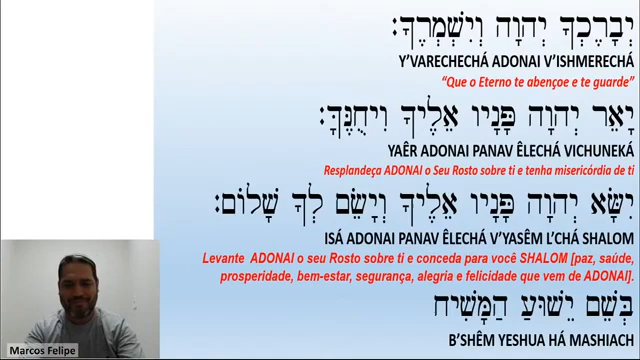 יְבָרֶכְךָ יְהוָה וְיִשְׁמְרֶךָ׃
Y’VARECHECHÁ ADONAI V’ISHMERECHÁ
“Que o Eterno te abençoe e te guarde”
יָאֵר יְהוָה פָּנָיו אֵלֶיךָ וִיחֻנֶּךָּ׃
YAÊR ADONAI PANAV ÊLECHÁ VICHUNEKÁ
Resplandeça ADONAI o Seu Rosto sobre ti e tenha misericórdia de ti
יִשָּׂא יְהוָה פָּנָיו אֵלֶיךָ וְיָשֵׂם לְךָ שָׁלוֹם׃
ISÁ ADONAI PANAV ÊLECHÁ V’YASÊM L’CHÁ SHALOM
Levante ADONAI o seu Rosto sobre ti e conceda para você SHALOM [paz, saúde,
prosperidade, bem-estar, segurança, alegria e felicidade que vem de ADONAI].
בְּשֵׁם יֵשׁוּעַ הַמָּשִׁיחַ
B’SHÊM YESHUA HÁ MASHIACH
Marcos Felipe